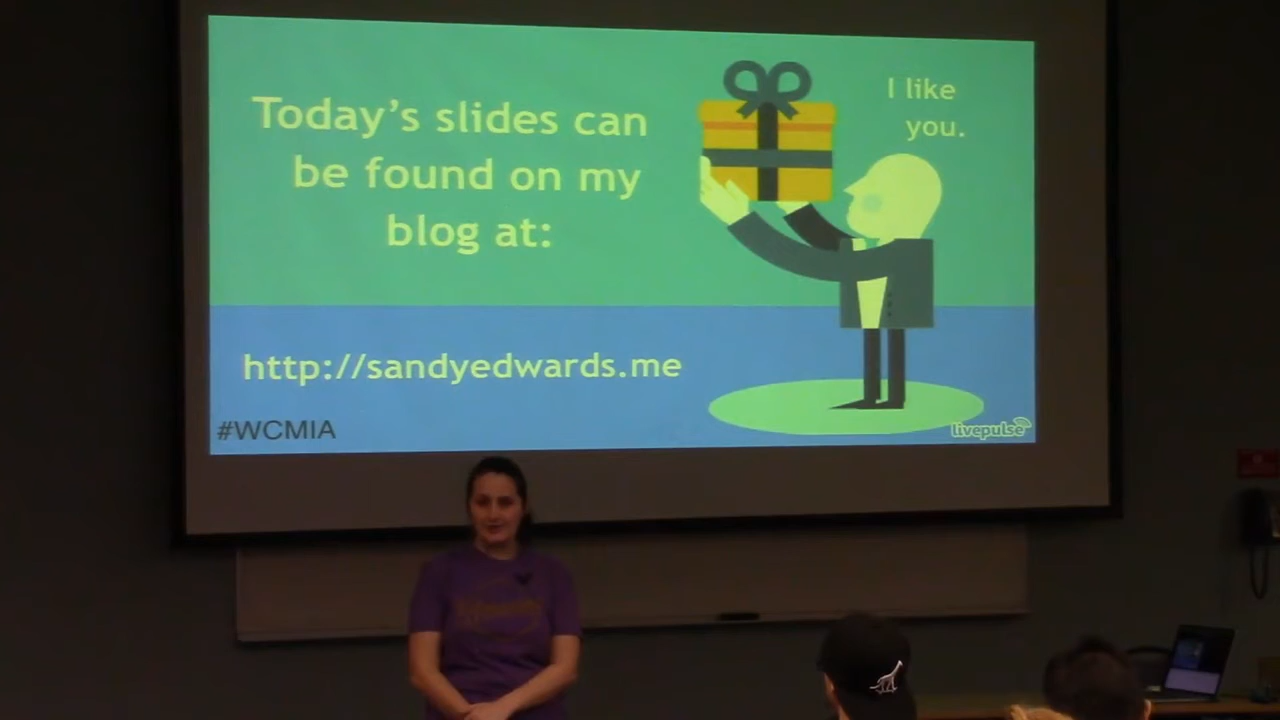 Today's slides can
be found on my
blog at:
I like
you.
http://sandyedwards.me
#WCMIA
livepulse